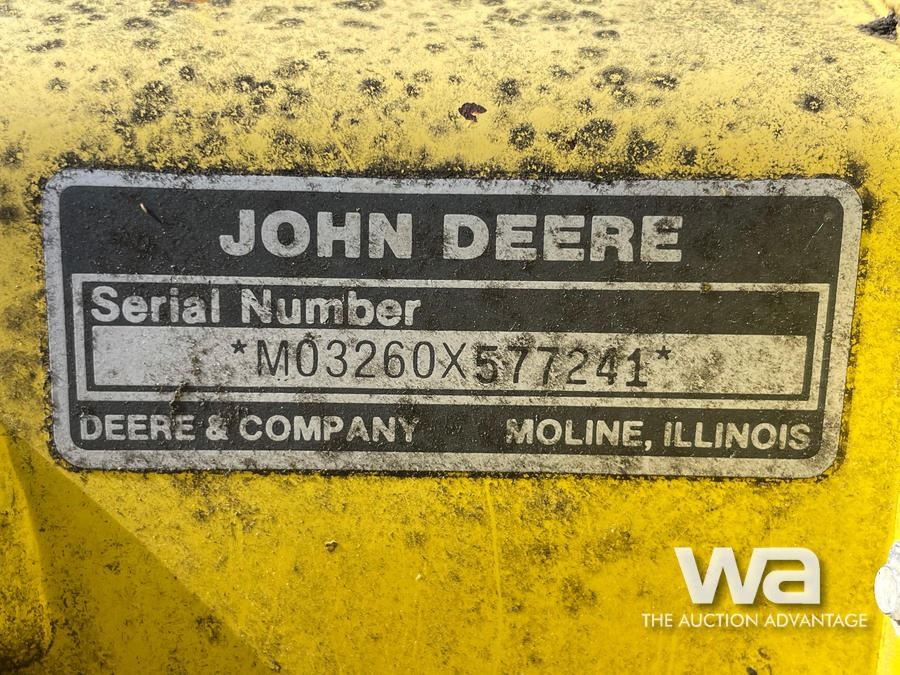 JOHN DEERE
Serial Number
*M03260X577241*
DEERE & COMPANY MOLINE, ILLINOIS
wa
THE AUCTION ADVANTAGE